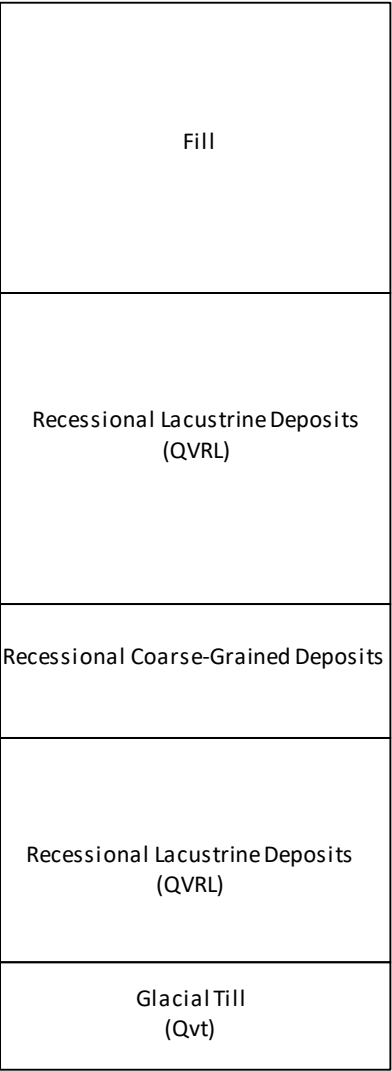 Fill
Recessional Lacustrine Deposits
(QVRL)
Recessional Coarse-Grained Deposits
Recessional Lacustrine Deposits
(QVRL)
Glacial Till
(Qvt)